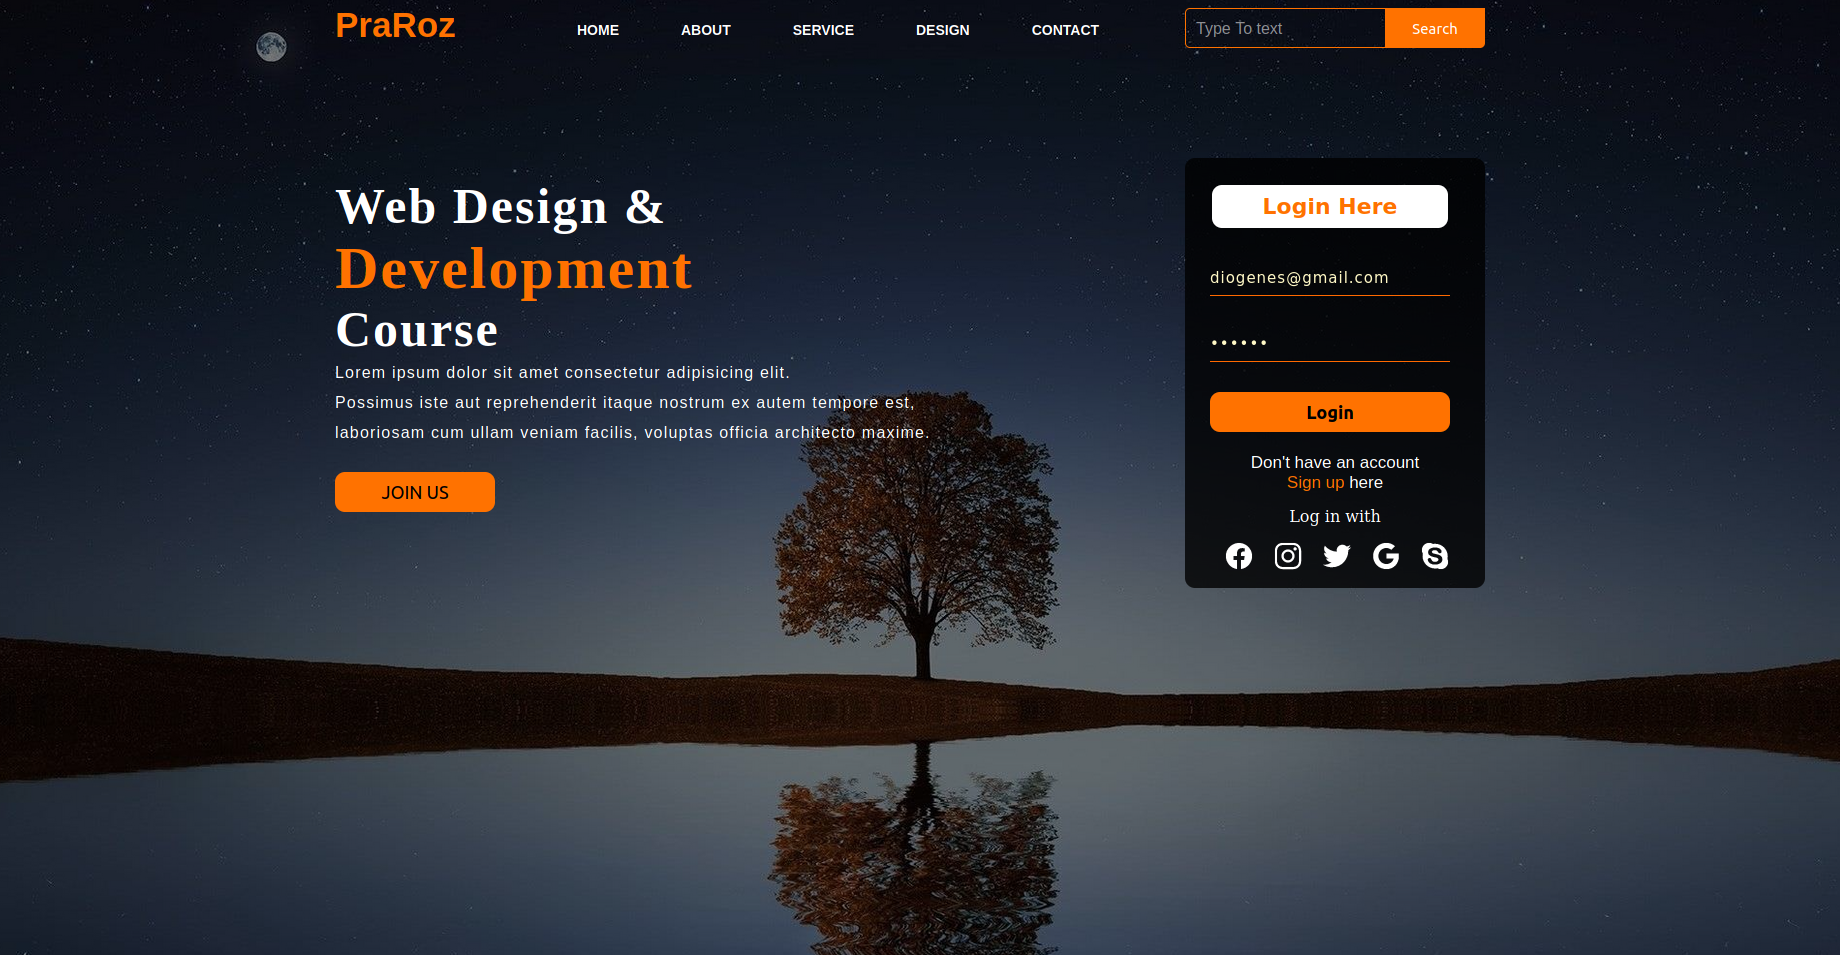 PraRoz
HOME ABOUT SERVICE DESIGN CONTACT
Type To text Search
Web Design &
Development
Course
Lorem ipsum dolor sit amet consectetur adipisicing elit.
Possimus iste aut reprehenderit itaque nostrum ex autem tempore est,
laboriosam cum ullam veniam facilis, voluptas officia architecto maxime.
JOIN US
Login Here
diogenes@gmail.com
••••••
Login
Don't have an account
Sign up here
Log in with